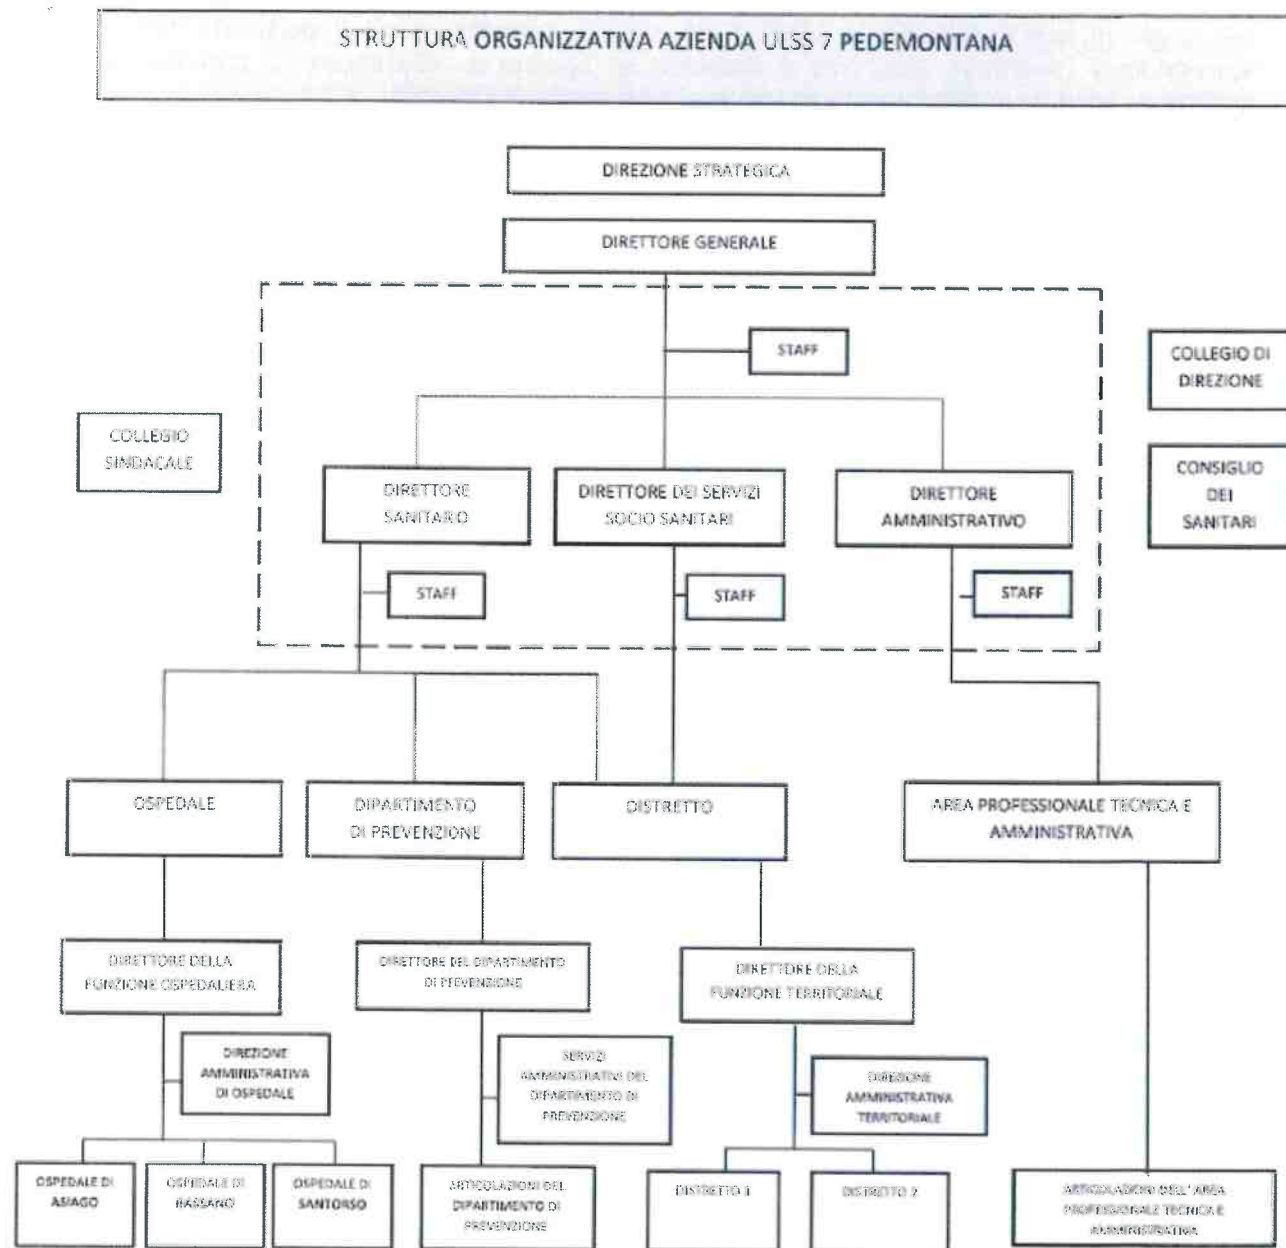 STRUTTURA ORGANIZZATIVA AZIENDA ULSS 7 PEDEMONTANA
DIREZIONE STRATEGICA
DIRETTORE GENERALE
STAFF
COLLEGIO DI
DIREZIONE
COLLEGIO
SINDACALE
CONSIGLIO
DEI
SANITARI
DIRETTORE
SANITARIO
DIRETTORE DEI SERVIZI
SOCIO SANITARI
DIRETTORE
AMMINISTRATIVO
STAFF
STAFF
STAFF
OSPEDALE
DIPARTIMENTO
DI PREVENZIONE
DISTRETTO
AREA PROFESSIONALE TECNICA E
AMMINISTRATIVA
DIRETTORE DELLA
FUNZIONE OSPEDALIERA
DIRETTORE DEL DIPARTIMENTO
DI PREVENZIONE
DIRETTORE DELLA
FUNZIONE TERRITORIALE
DIREZIONE
AMMINISTRATIVA
DI OSPEDALE
SERVIZI
AMMINISTRATIVI DEL
DIPARTIMENTO DI
PREVENZIONE
DIREZIONE
AMMINISTRATIVA
TERRITORIALE
OSPEDALE DI
ASIAGO
OSPEDALE DI
BASSANO
OSPEDALE DI
SANTORSO
ARTICOLAZIONI DEL
DIPARTIMENTO DI
PREVENZIONE
DISTRETTO 1
DISTRETTO 2
ARTICOLAZIONI DELL'AREA
PROFESSIONALE TECNICA E
AMMINISTRATIVA